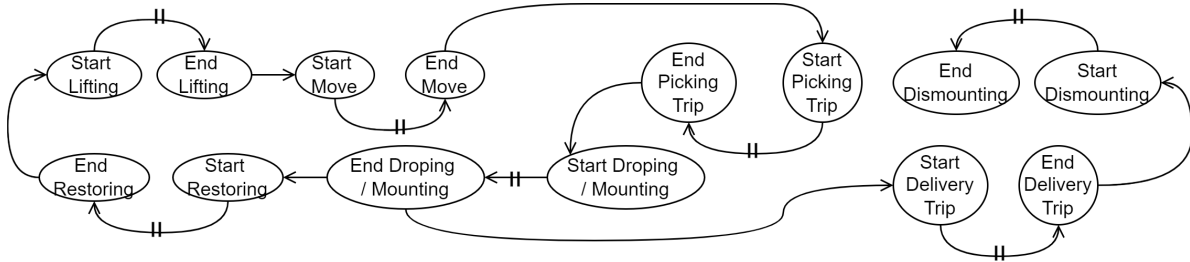 Start
Lifting
End
Lifting
Start
Move
End
Move
End
Picking
Trip
Start
Picking
Trip
End
Dismounting
Start
Dismounting
End
Restoring
Start
Restoring
End Droping
/ Mounting
Start Droping
/ Mounting
Start
Delivery
Trip
End
Delivery
Trip